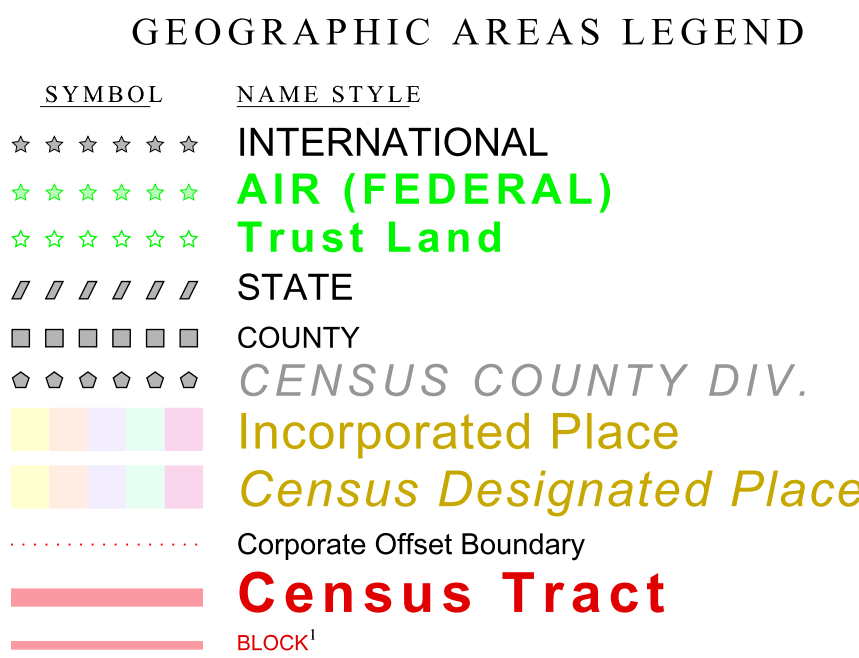 GEOGRAPHIC AREAS LEGEND
SYMBOL NAME STYLE
INTERNATIONAL
AIR (FEDERAL)
Trust Land
STATE
COUNTY
CENSUS COUNTY DIV.
Incorporated Place
Census Designated Place
Corporate Offset Boundary
Census Tract
BLOCK¹